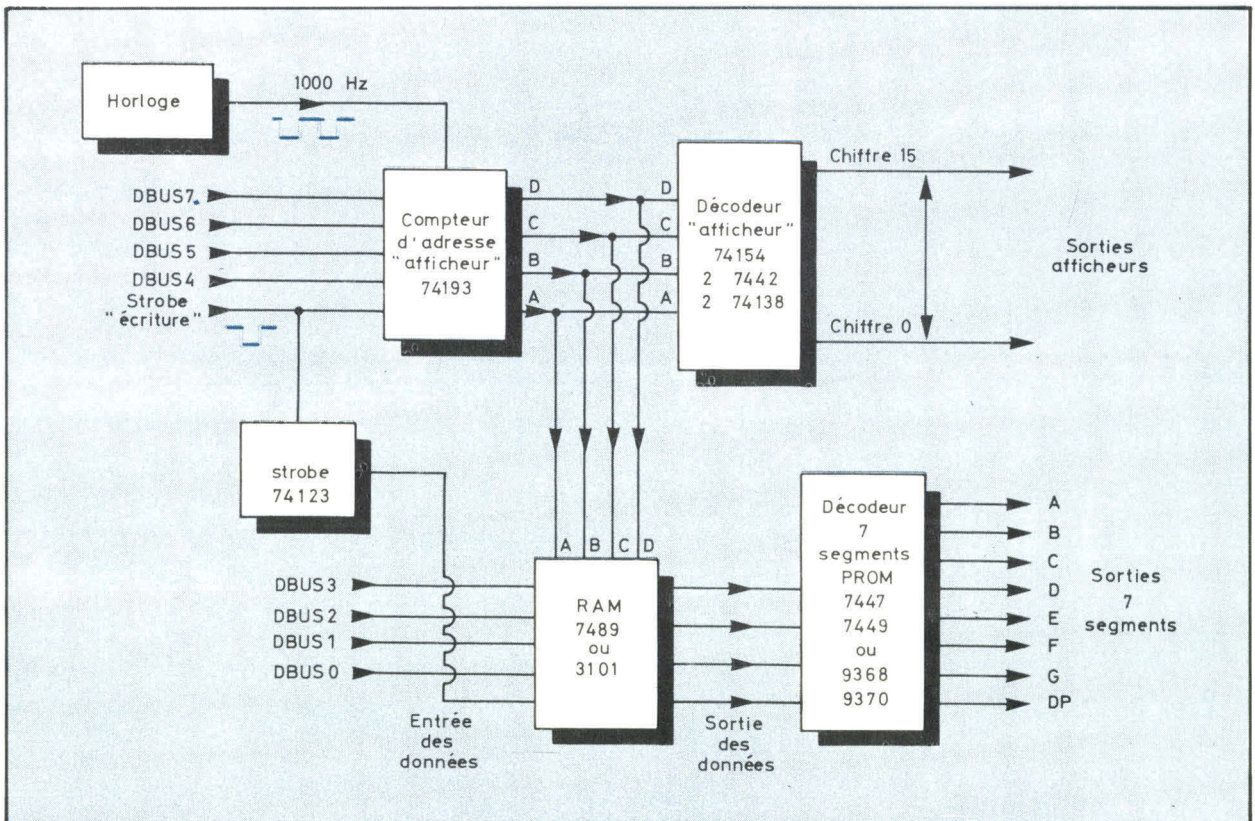 Horloge
1000 Hz
DBUS7
DBUS6
DBUS5
DBUS4
Strobe
"écriture"
Compteur
d'adresse
"afficheur"
74193
D
C
B
A
D
C
B
A
Décodeur
"afficheur"
74154
2 7442
2 74138
Chiffre 15
Sorties
afficheurs
Chiffre 0
strobe
74123
A B C D
DBUS3
DBUS2
DBUS1
DBUS0
Entrée
des
données
RAM
7489
ou
3101
Sortie
des
données
Décodeur
7
segments
PROM
7447
7449
ou
9368
9370
A
B
C
D
E
F
G
DP
Sorties
7
segments